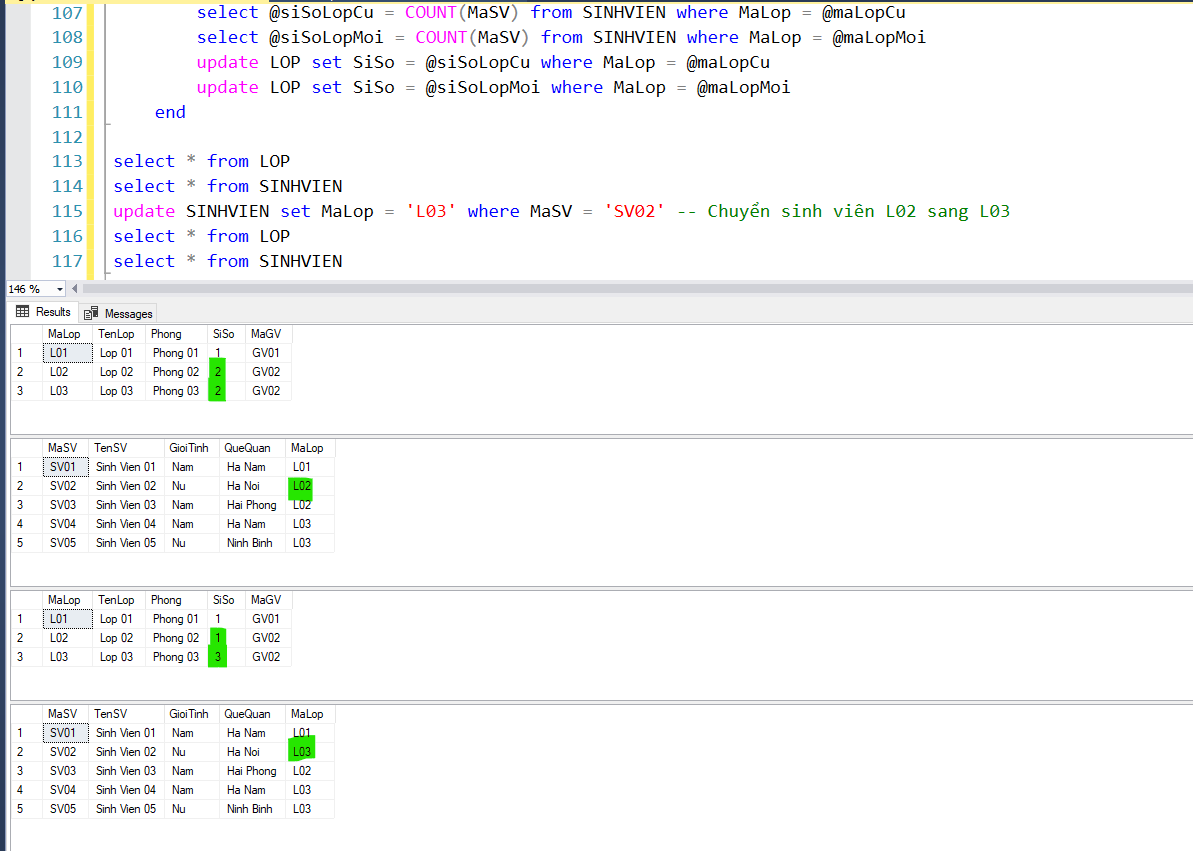 107 select @siSoLopCu = COUNT(MaSV) from SINHVIEN where MaLop = @maLopCu
108 select @siSoLopMoi = COUNT(MaSV) from SINHVIEN where MaLop = @maLopMoi
109 update LOP set SiSo = @siSoLopCu where MaLop = @maLopCu
110 update LOP set SiSo = @siSoLopMoi where MaLop = @maLopMoi
111 end
112
113 select * from LOP
114 select * from SINHVIEN
115 update SINHVIEN set MaLop = 'L03' where MaSV = 'SV02' -- Chuyển sinh viên L02 sang L03
116 select * from LOP
117 select * from SINHVIEN
146 %
Results Messages
MaLop TenLop Phong SiSo MaGV
1 L01 Lop 01 Phong 01 1 GV01
2 L02 Lop 02 Phong 02 2 GV02
3 L03 Lop 03 Phong 03 2 GV02
MaSV TenSV GioiTinh QueQuan MaLop
1 SV01 Sinh Vien 01 Nam Ha Nam L01
2 SV02 Sinh Vien 02 Nu Ha Noi L02
3 SV03 Sinh Vien 03 Nam Hai Phong L02
4 SV04 Sinh Vien 04 Nam Ha Nam L03
5 SV05 Sinh Vien 05 Nu Ninh Binh L03
MaLop TenLop Phong SiSo MaGV
1 L01 Lop 01 Phong 01 1 GV01
2 L02 Lop 02 Phong 02 1 GV02
3 L03 Lop 03 Phong 03 3 GV02
MaSV TenSV GioiTinh QueQuan MaLop
1 SV01 Sinh Vien 01 Nam Ha Nam L01
2 SV02 Sinh Vien 02 Nu Ha Noi L03
3 SV03 Sinh Vien 03 Nam Hai Phong L02
4 SV04 Sinh Vien 04 Nam Ha Nam L03
5 SV05 Sinh Vien 05 Nu Ninh Binh L03